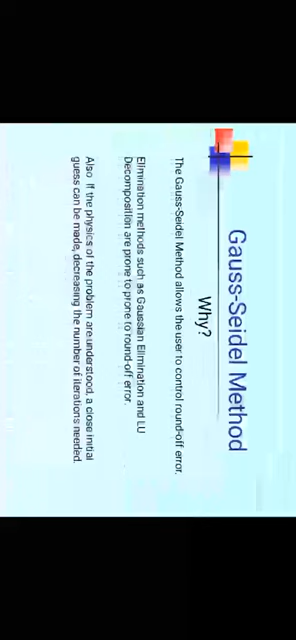 Gauss-Seidel Method
Why?
The Gauss-Seidel Method allows the user to control round-off error.
Elimination methods such as Gaussian Elimination and LU
Decomposition are prone to prone to round-off error.
Also If the physics of the problem are understood, a close initial
guess can be made, decreasing the number of iterations needed.